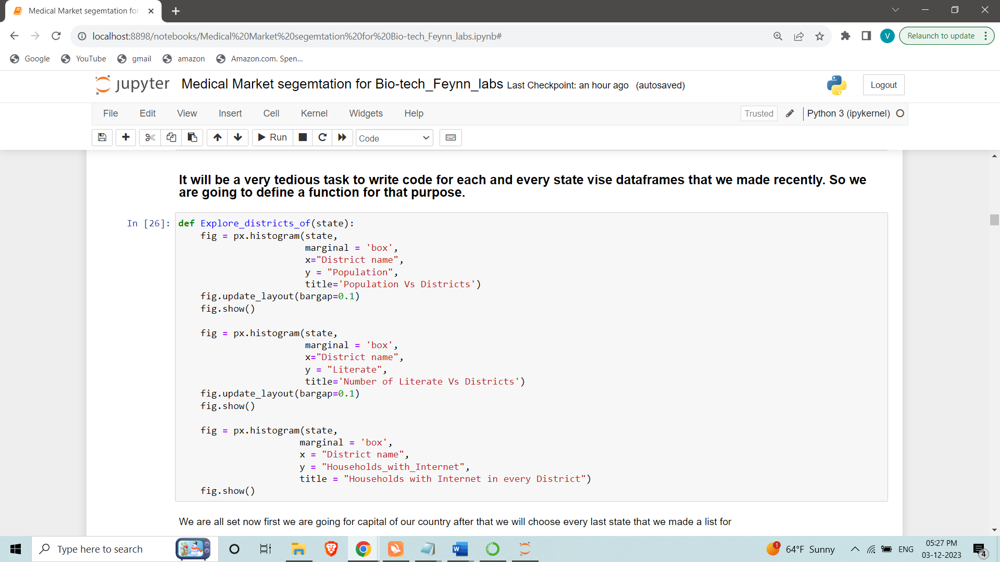 Medical Market segemtation for
localhost:8898/notebooks/Medical%20Market%20segemtation%20for%20Bio-tech_Feynn_labs.ipynb#
V
Relaunch to update
Google YouTube gmail amazon Amazon.com. Spen...
jupyter Medical Market segemtation for Bio-tech_Feynn_labs Last Checkpoint: an hour ago (autosaved)
Logout
File Edit View Insert Cell Kernel Widgets Help
Trusted
Python 3 (ipykernel)
Run
Code
It will be a very tedious task to write code for each and every state vise dataframes that we made recently. So we
are going to define a function for that purpose.
In [26]:
def Explore_districts_of(state):
    fig = px.histogram(state,
                       marginal = 'box',
                       x="District name",
                       y = "Population",
                       title='Population Vs Districts')
    fig.update_layout(bargap=0.1)
    fig.show()

    fig = px.histogram(state,
                       marginal = 'box',
                       x="District name",
                       y = "Literate",
                       title='Number of Literate Vs Districts')
    fig.update_layout(bargap=0.1)
    fig.show()

    fig = px.histogram(state,
                      marginal = 'box',
                      x = "District name",
                      y = "Households_with_Internet",
                      title = "Households with Internet in every District")
    fig.show()
We are all set now first we are going for capital of our country after that we will choose every last state that we made a list for
Type here to search
W
1
64°F Sunny
ENG
05:27 PM
03-12-2023
4